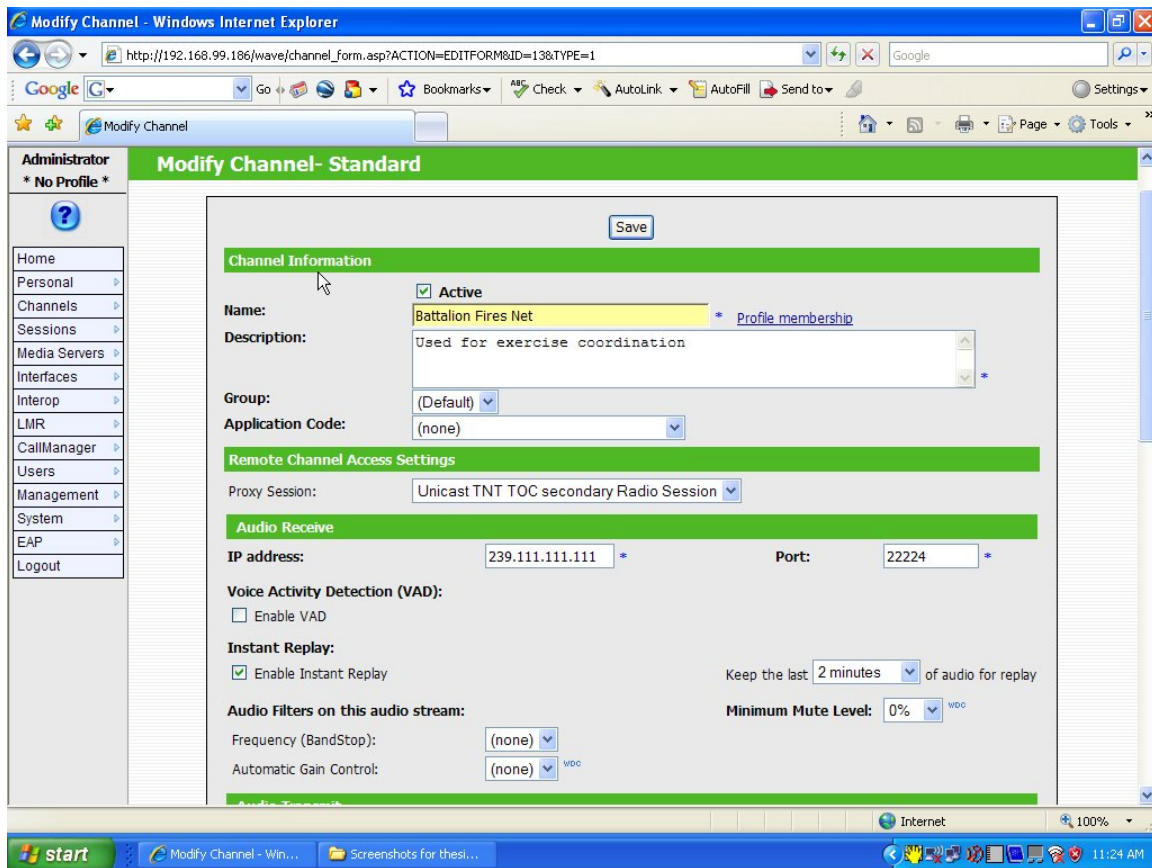 Modify Channel - Windows Internet Explorer
http://192.168.99.186/wave/channel_form.asp?ACTION=EDITFORM&ID=13&TYPE=1
Google
Google G Go Bookmarks ABC Check AutoLink AutoFill Send to Settings
Modify Channel Page Tools »
Administrator
* No Profile *
?
Home
Personal
Channels
Sessions
Media Servers
Interfaces
Interop
LMR
CallManager
Users
Management
System
EAP
Logout
Modify Channel- Standard
Save
Channel Information
Active
Name: Battalion Fires Net * Profile membership
Description: Used for exercise coordination *
Group: (Default)
Application Code: (none)
Remote Channel Access Settings
Proxy Session: Unicast TNT TOC secondary Radio Session
Audio Receive
IP address: 239.111.111.111 * Port: 22224 *
Voice Activity Detection (VAD):
Enable VAD
Instant Replay:
Enable Instant Replay Keep the last 2 minutes of audio for replay
Audio Filters on this audio stream: Minimum Mute Level: 0% WDC
Frequency (BandStop): (none)
Automatic Gain Control: (none) WDC
Audio Transmit
Internet 100%
start Modify Channel - Win... Screenshots for thesi... 11:24 AM